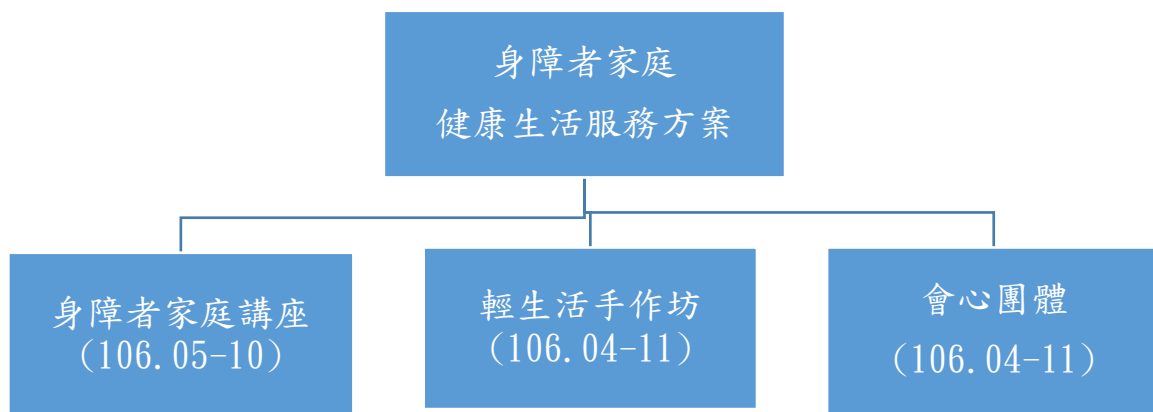 身障者家庭
健康生活服務方案
身障者家庭講座
(106.05-10)
輕生活手作坊
(106.04-11)
會心團體
(106.04-11)